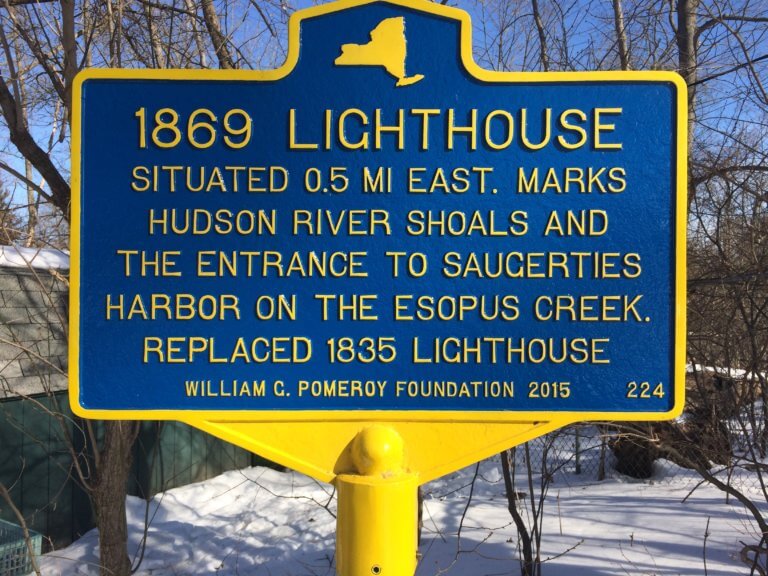 1869 LIGHTHOUSE
SITUATED 0.5 MI EAST. MARKS
HUDSON RIVER SHOALS AND
THE ENTRANCE TO SAUGERTIES
HARBOR ON THE ESOPUS CREEK.
REPLACED 1835 LIGHTHOUSE
WILLIAM G. POMEROY FOUNDATION 2015 224